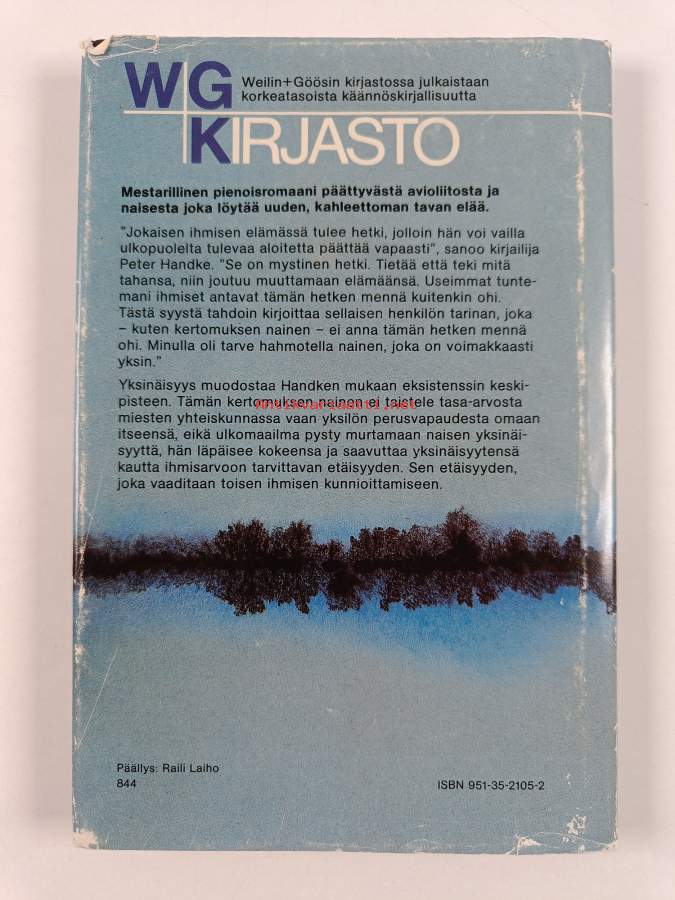 WG
Weilin+Göösin kirjastossa julkaistaan
korkeatasoista käännöskirjallisuutta
KIRJASTO
Mestarillinen pienoisromaani päättyvästä avioliitosta ja
naisesta joka löytää uuden, kahleettoman tavan elää.
"Jokaisen ihmisen elämässä tulee hetki, jolloin hän voi vailla
ulkopuolelta tulevaa aloitetta päättää vapaasti", sanoo kirjailija
Peter Handke. "Se on mystinen hetki. Tietää että teki mitä
tahansa, niin joutuu muuttamaan elämäänsä. Useimmat tunte-
mani ihmiset antavat tämän hetken mennä kuitenkin ohi.
Tästä syystä tahdoin kirjoittaa sellaisen henkilön tarinan, joka
– kuten kertomuksen nainen – ei anna tämän hetken mennä
ohi. Minulla oli tarve hahmotella nainen, joka on voimakkaasti
yksin."
Yksinäisyys muodostaa Handken mukaan eksistenssin keski-
pisteen. Tämän kertomuksen nainen ei taistele tasa-arvosta
Antikvariaatti.net
miesten yhteiskunnassa vaan yksilön perusvapaudesta omaan
itseensä, eikä ulkomaailma pysty murtamaan naisen yksinäi-
syyttä, hän läpäisee kokeensa ja saavuttaa yksinäisyytensä
kautta ihmisarvoon tarvittavan etäisyyden. Sen etäisyyden,
joka vaaditaan toisen ihmisen kunnioittamiseen.
Päällys: Raili Laiho
844
ISBN 951-35-2105-2